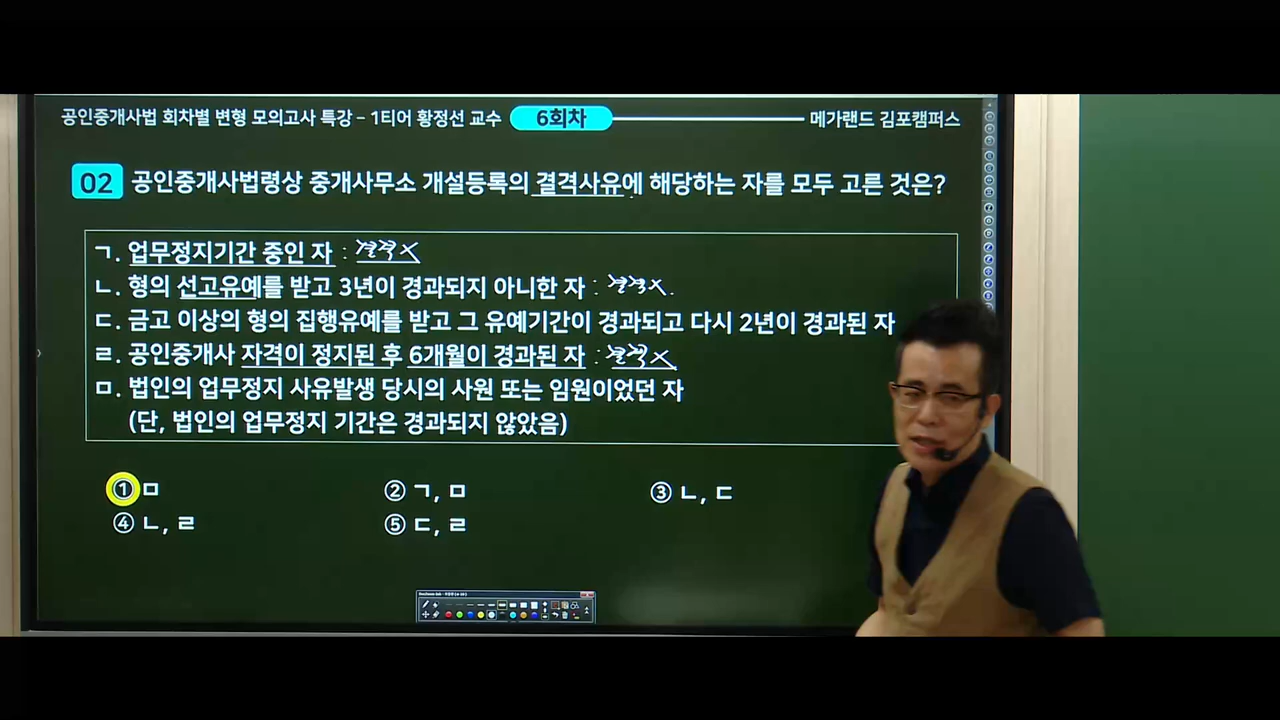 공인중개사법 회차별 변형 모의고사 특강 – 1티어 황정선 교수 6회차 메가랜드 김포캠퍼스
02 공인중개사법령상 중개사무소 개설등록의 결격사유에 해당하는 자를 모두 고른 것은?
ㄱ. 업무정지기간 중인 자 : 결격 X
ㄴ. 형의 선고유예를 받고 3년이 경과되지 아니한 자 : 결격 X.
ㄷ. 금고 이상의 형의 집행유예를 받고 그 유예기간이 경과되고 다시 2년이 경과된 자
ㄹ. 공인중개사 자격이 정지된 후 6개월이 경과된 자 : 결격 X
ㅁ. 법인의 업무정지 사유발생 당시의 사원 또는 임원이었던 자
(단, 법인의 업무정지 기간은 경과되지 않았음)
① ㅁ ② ㄱ, ㅁ ③ ㄴ, ㄷ
④ ㄴ, ㄹ ⑤ ㄷ, ㄹ